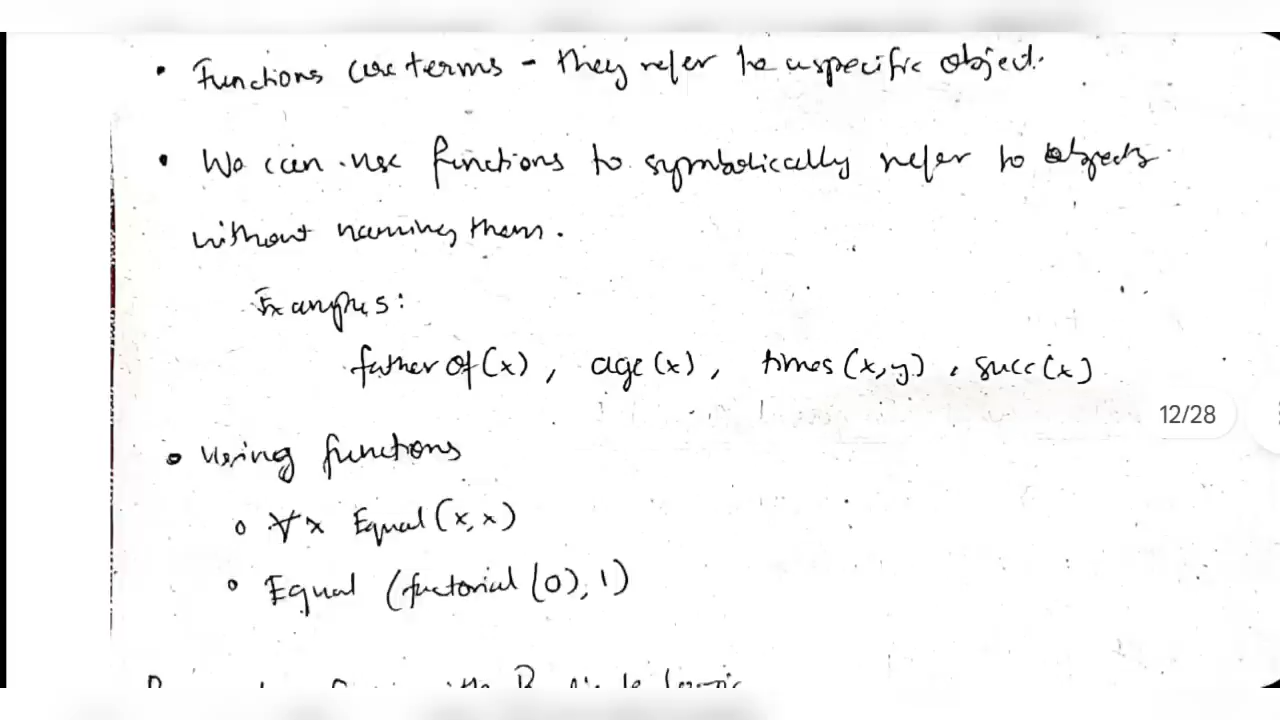 • Functions are terms - they refer to a specific object.
• We can use functions to symbolically refer to objects
without naming them.
Examples:
father of (x), age (x), times (x, y), succ (x)
12/28
• Using functions
∘ ∀x Equal (x, x)
∘ Equal (factorial (0), 1)